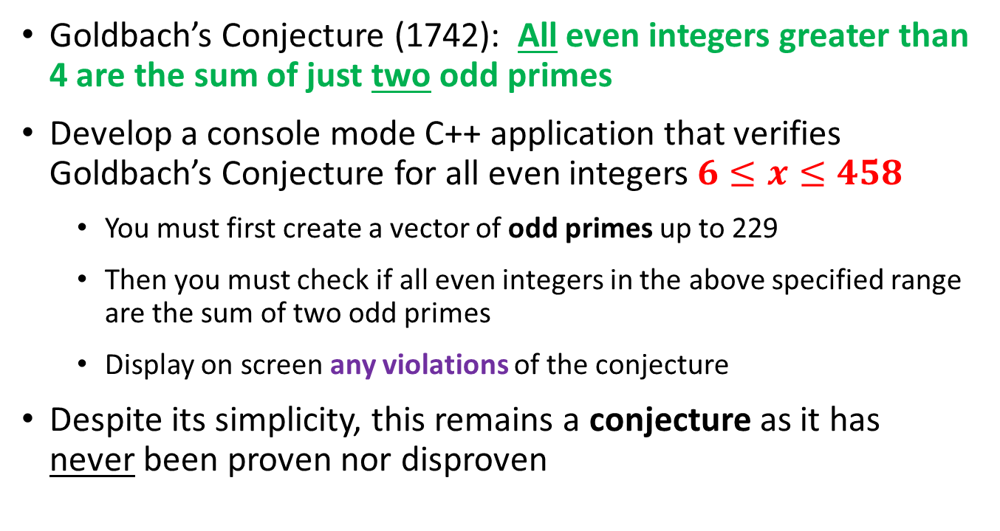 • Goldbach’s Conjecture (1742):  All even integers greater than
4 are the sum of just two odd primes
• Develop a console mode C++ application that verifies
Goldbach’s Conjecture for all even integers 6 ≤ x ≤ 458
• You must first create a vector of odd primes up to 229
• Then you must check if all even integers in the above specified range
are the sum of two odd primes
• Display on screen any violations of the conjecture
• Despite its simplicity, this remains a conjecture as it has
never been proven nor disproven